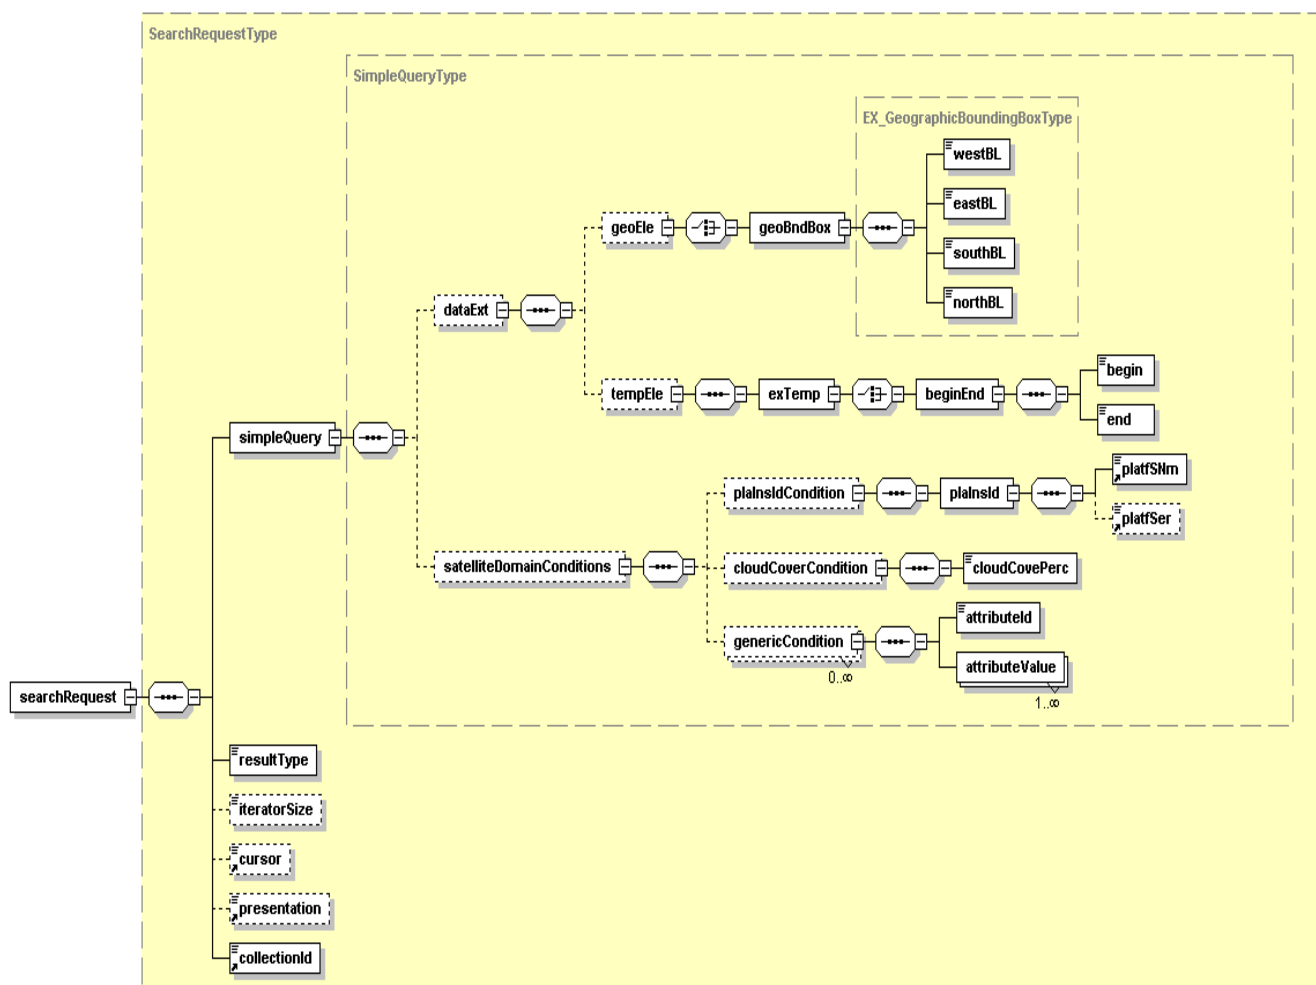 SearchRequestType
SimpleQueryType
EX_GeographicBoundingBoxType
westBL
eastBL
geoEle
geoBndBox
southBL
northBL
dataExt
begin
tempEle
exTemp
beginEnd
end
simpleQuery
platfSNm
plaInsIdCondition
plaInsId
platfSer
satelliteDomainConditions
cloudCoverCondition
cloudCovePerc
attributeId
genericCondition
attributeValue
0..∞
1..∞
searchRequest
resultType
iteratorSize
cursor
presentation
collectionId